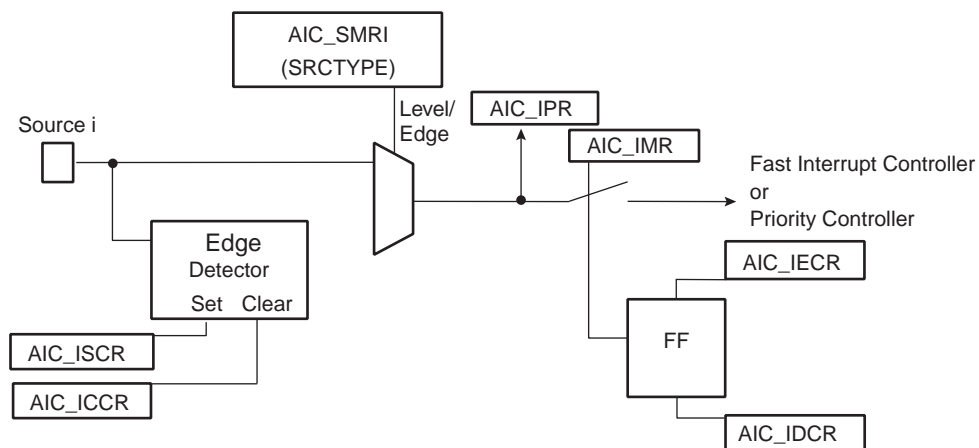 AIC_SMRI
(SRCTYPE)
Level/
Edge
AIC_IPR
Source i
AIC_IMR
Fast Interrupt Controller
or
Priority Controller
Edge
Detector
Set Clear
AIC_IECR
FF
AIC_ISCR
AIC_ICCR
AIC_IDCR